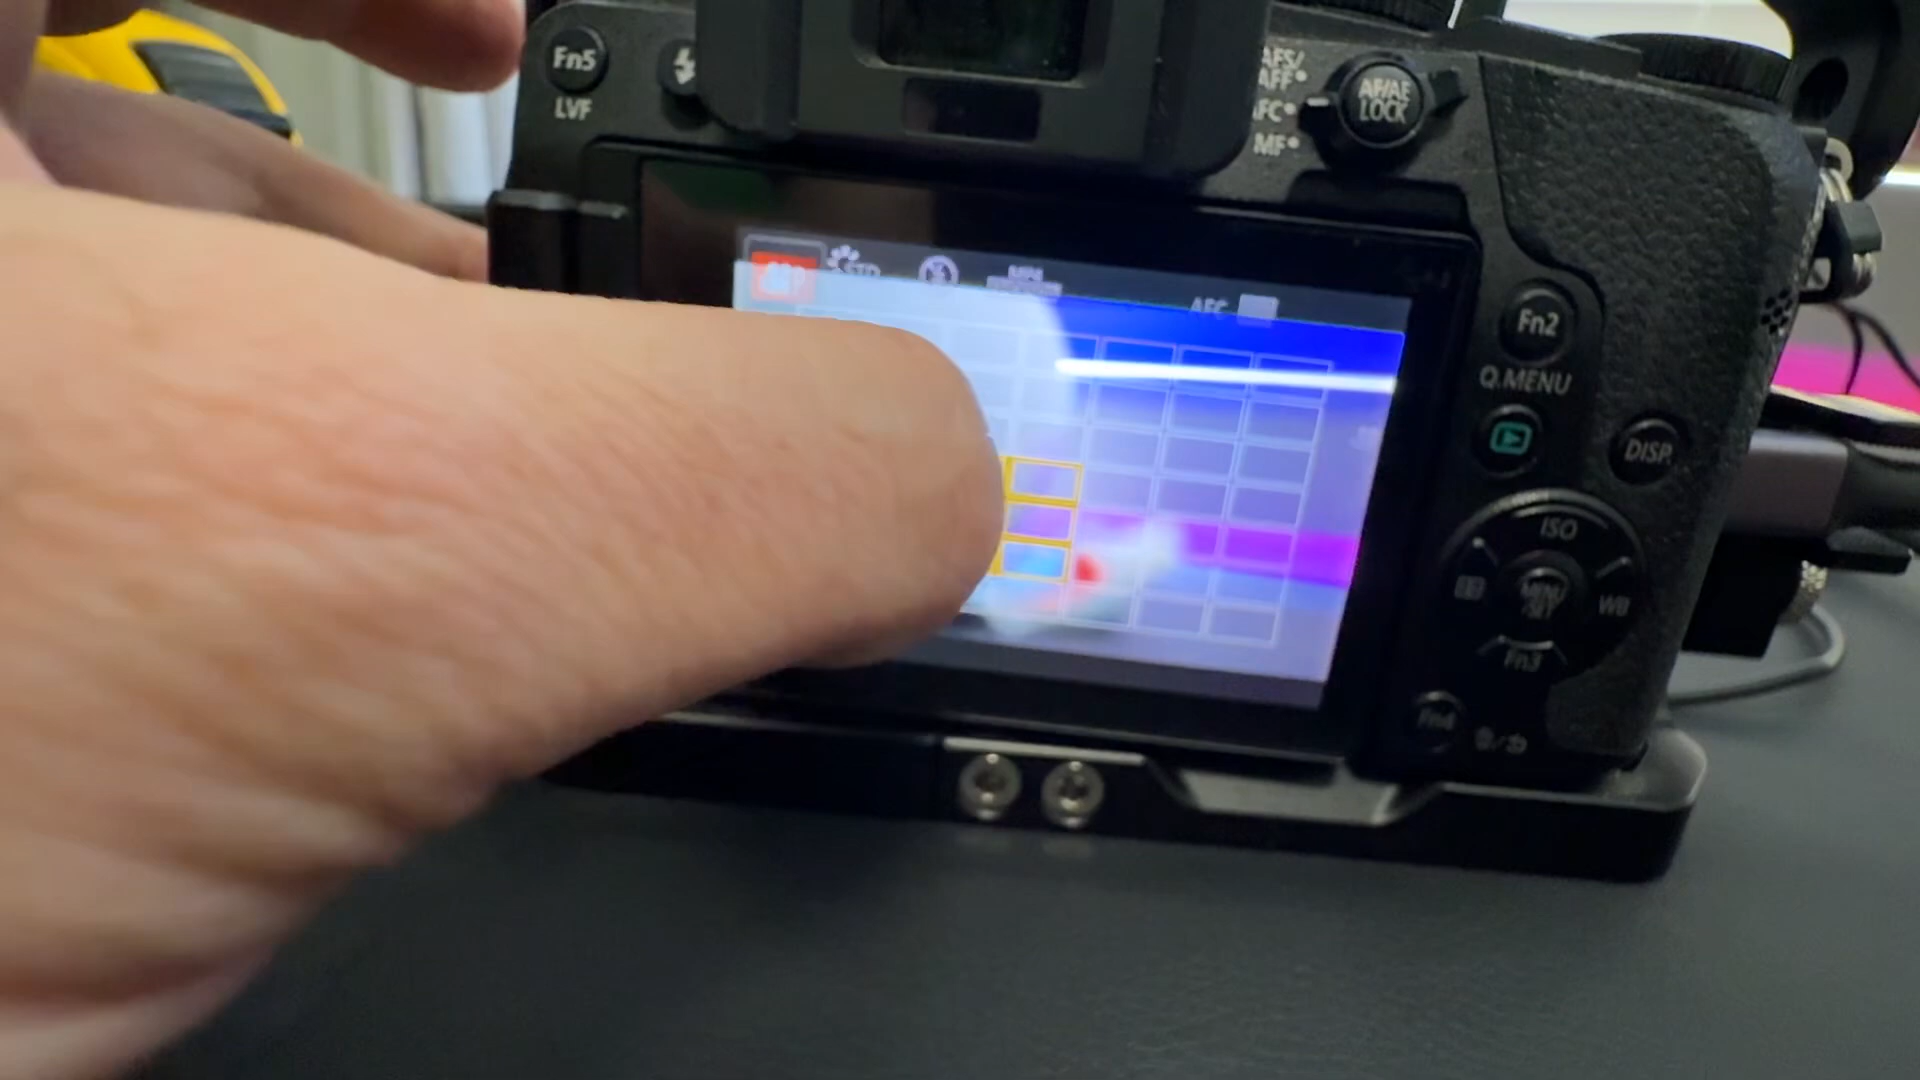 Fn5
LVF
AFS/
AFF
AFC
MF
AF/AE
LOCK
STD
AFC
Fn2
Q.MENU
DISP.
ISO
MENU
/SET
WB
Fn3
Fn4